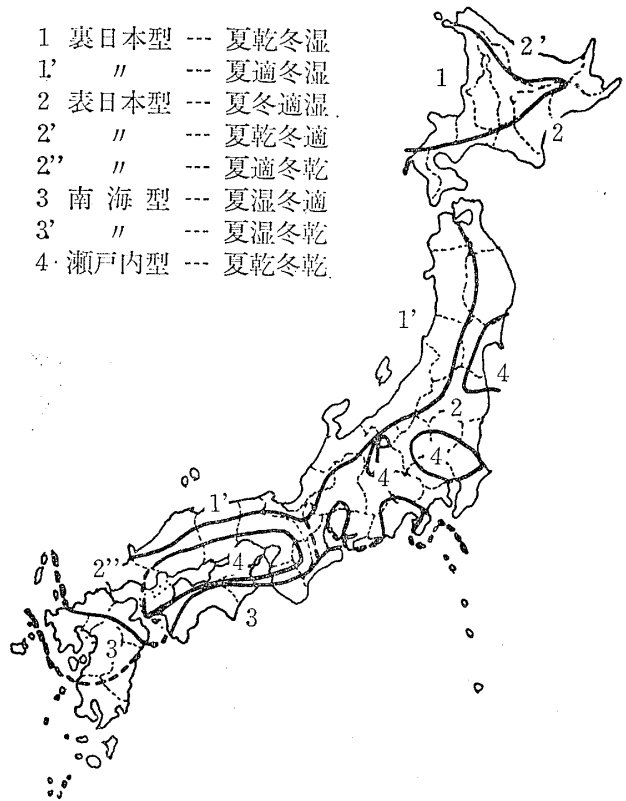 1 裏日本型 --- 夏乾冬湿
1.' 〃 --- 夏適冬湿
2 表日本型 --- 夏冬適湿
2' 〃 --- 夏乾冬適
2'' 〃 --- 夏適冬乾
3 南海型 --- 夏湿冬適
3.' 〃 --- 夏湿冬乾
4・瀬戸内型 --- 夏乾冬乾
2'
1
2
1'
4
2
4
4
1'
4
2''
3
3'